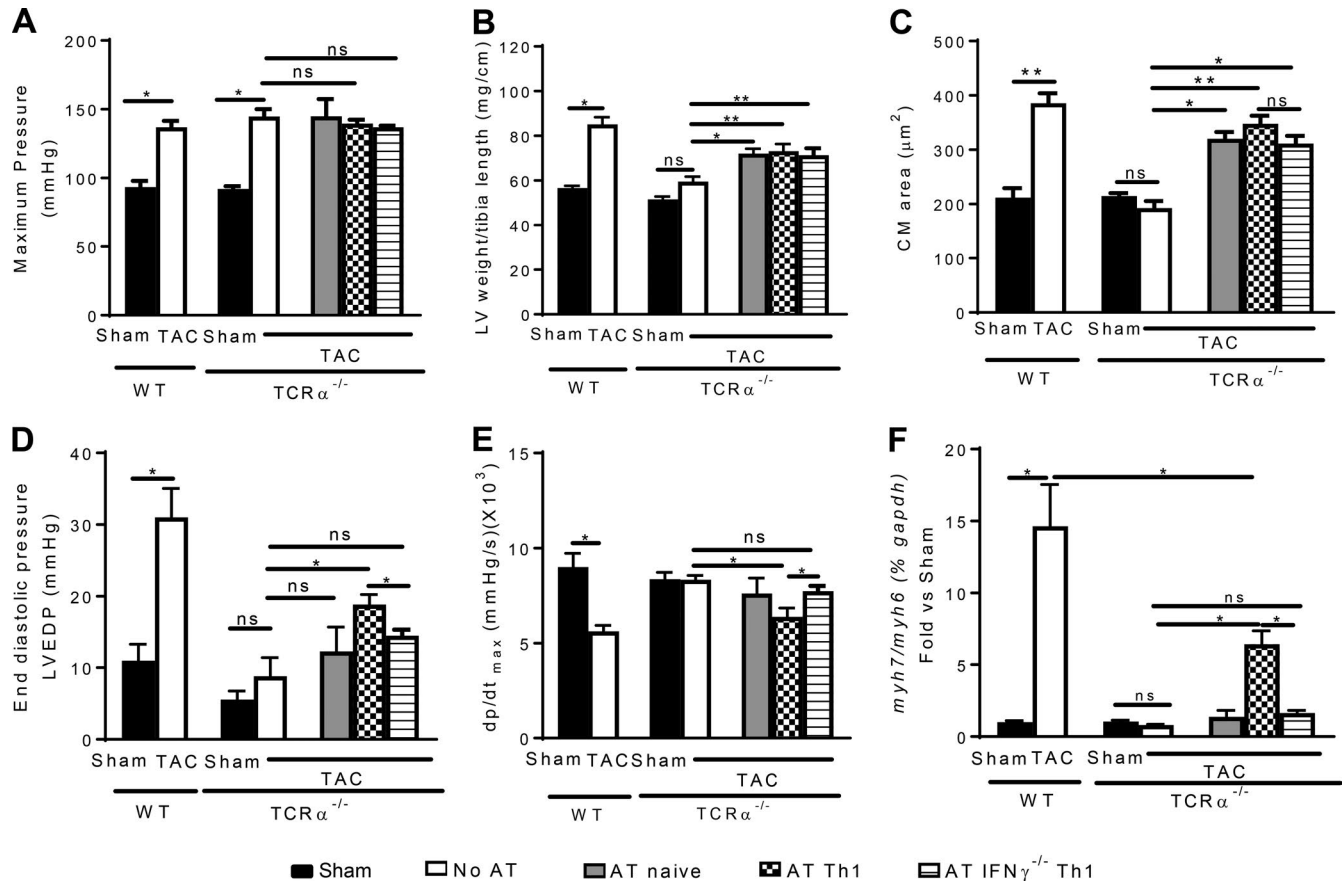 A
Maximum Pressure
(mmHg)
200
150
100
50
0
*
*
ns
ns
Sham TAC Sham
TAC
WT
TCRα-/-
B
LV weight/tibia length (mg/cm)
120
100
80
60
40
20
0
*
ns
*
**
**
Sham TAC Sham
TAC
WT
TCRα-/-
C
CM area (μm²)
500
400
300
200
100
0
**
ns
*
**
*
ns
Sham TAC Sham
TAC
WT
TCRα-/-
D
End diastolic pressure
LVEDP (mmHg)
40
30
20
10
0
*
ns
ns
*
ns
*
Sham TAC Sham
TAC
WT
TCRα-/-
E
dp/dt max (mmHg/s)(X10³)
15
10
5
0
*
ns
*
*
Sham TAC Sham
TAC
WT
TCRα-/-
F
myh7/myh6 (% gapdh)
Fold vs Sham
20
15
10
5
0
*
*
ns
ns
*
*
Sham TAC Sham
TAC
WT
TCRα-/-
Sham No AT AT naive AT Th1 AT IFNγ-/- Th1